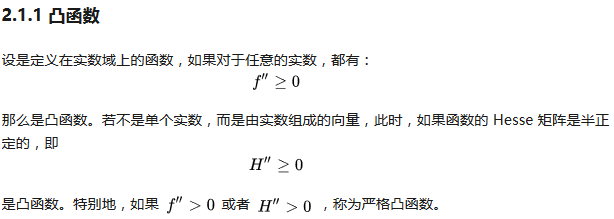 2.1.1 凸函数
设是定义在实数域上的函数，如果对于任意的实数，都有：
f″ ≥ 0
那么是凸函数。若不是单个实数，而是由实数组成的向量，此时，如果函数的 Hesse 矩阵是半正
定的，即
H″ ≥ 0
是凸函数。特别地，如果 f″ > 0 或者 H″ > 0 ，称为严格凸函数。